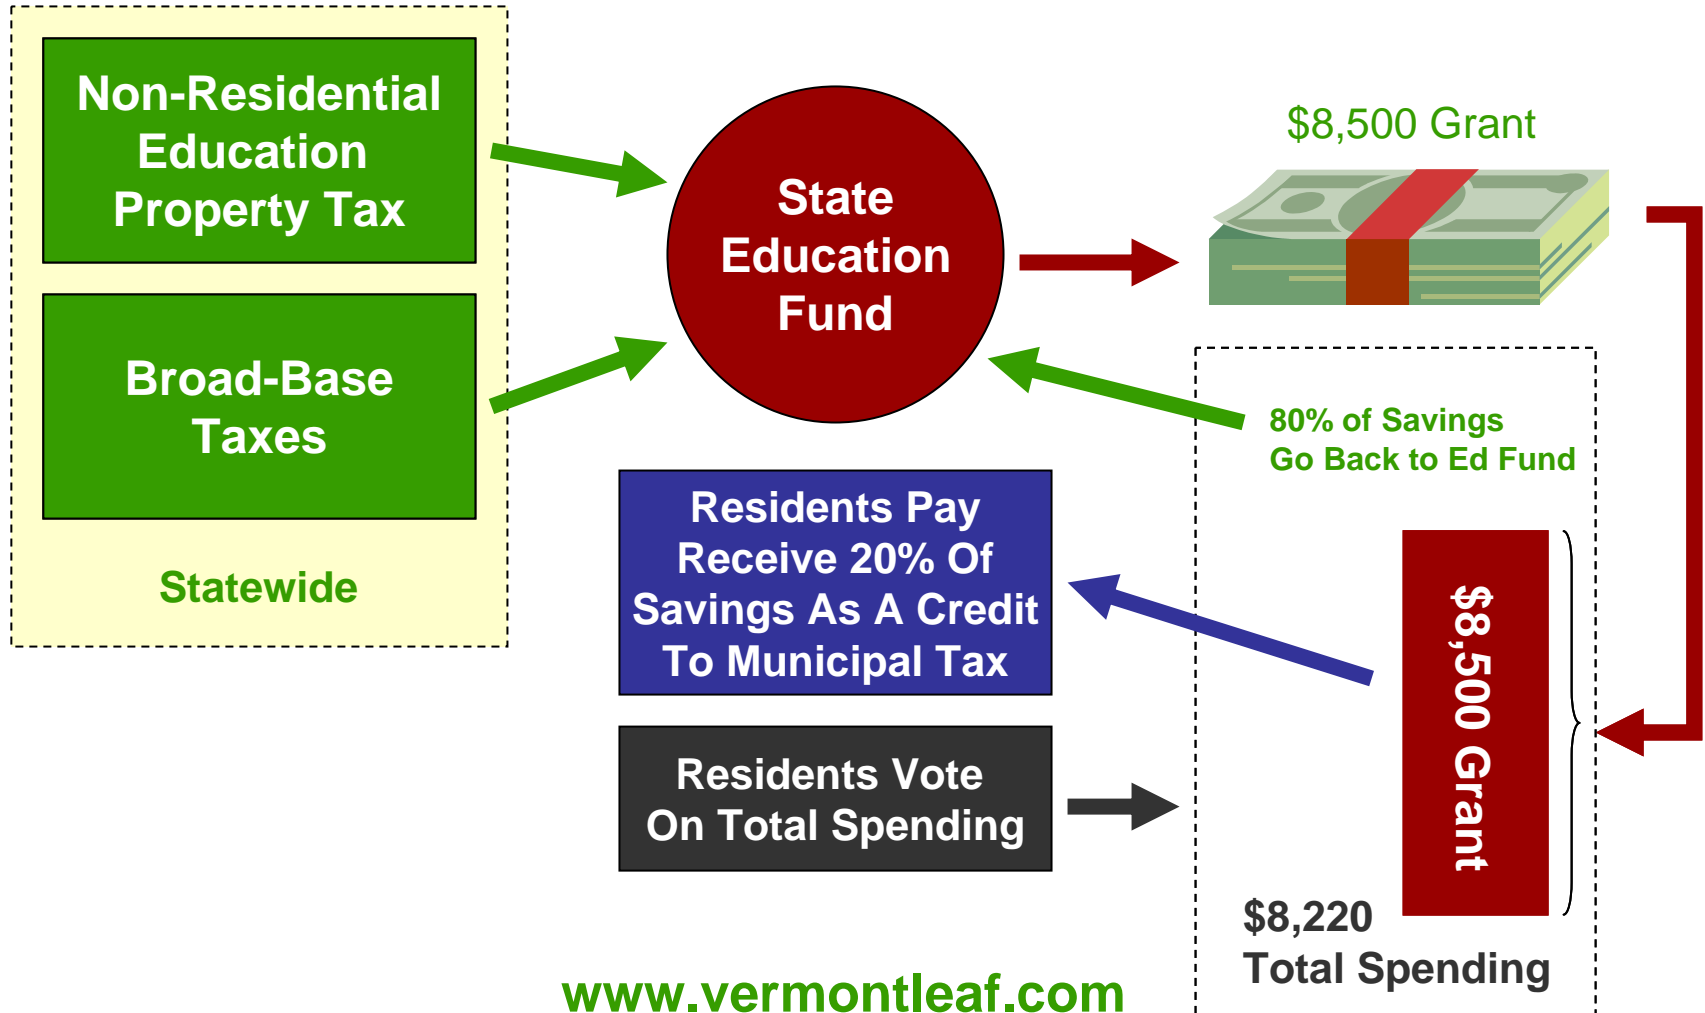 Non-Residential
Education
Property Tax
Broad-Base
Taxes
Statewide
State
Education
Fund
$8,500 Grant
80% of Savings
Go Back to Ed Fund
Residents Pay
Receive 20% Of
Savings As A Credit
To Municipal Tax
Residents Vote
On Total Spending
$8,500 Grant
$8,220
Total Spending
www.vermontleaf.com